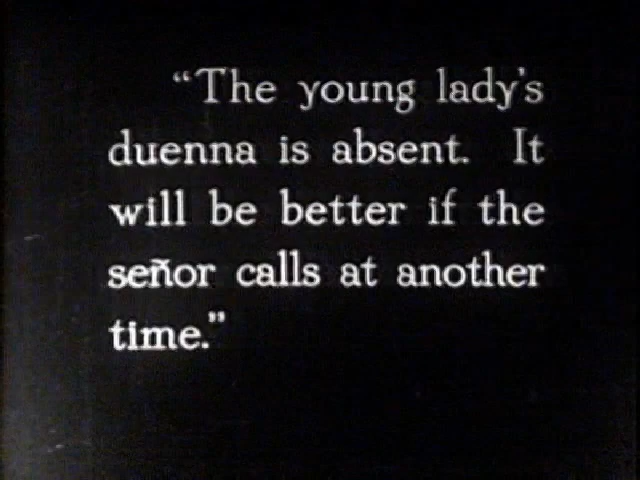 “The young lady's
duenna is absent. It
will be better if the
señor calls at another
time.”